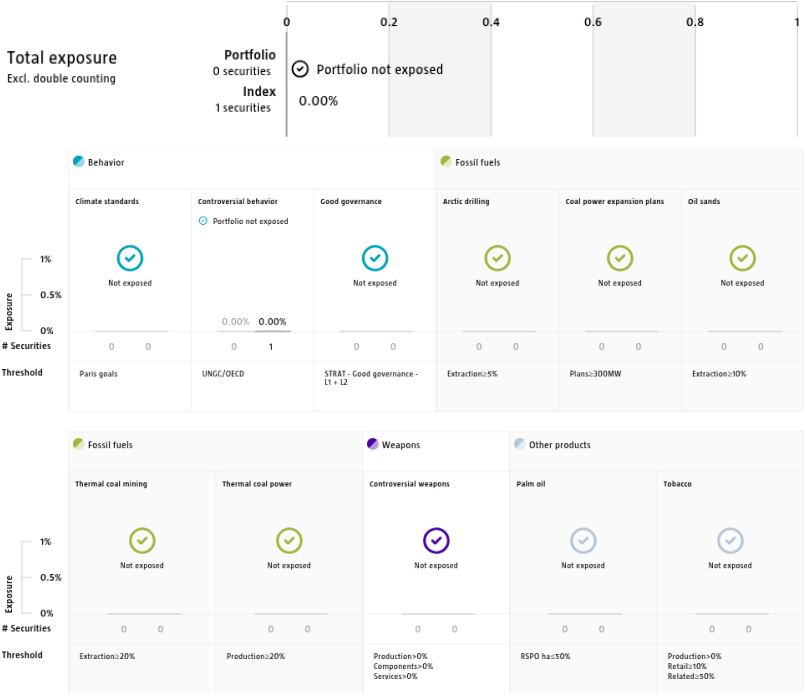 0 0.2 0.4 0.6 0.8 1
Total exposure
Excl. double counting
Portfolio
0 securities
Portfolio not exposed
Index
1 securities
0.00%
Behavior
Fossil fuels
Climate standards
Controversial behavior
Good governance
Arctic drilling
Coal power expansion plans
Oil sands
Portfolio not exposed
Not exposed
Not exposed
Not exposed
Not exposed
Not exposed
Exposure
1%
0.5%
0%
0.00% 0.00%
# Securities
0 0
0 1
0 0
0 0
0 0
0 0
Threshold
Paris goals
UNGC/OECD
STRAT - Good governance -
L1 + L2
Extraction≥5%
Plans≥300MW
Extraction≥10%
Fossil fuels
Weapons
Other products
Thermal coal mining
Thermal coal power
Controversial weapons
Palm oil
Tobacco
Not exposed
Not exposed
Not exposed
Not exposed
Not exposed
Exposure
1%
0.5%
0%
# Securities
0 0
0 0
0 0
0 0
0 0
Threshold
Extraction≥20%
Production≥20%
Production>0%
Components>0%
Services>0%
RSPO ha≤50%
Production>0%
Retail≥10%
Related≥50%